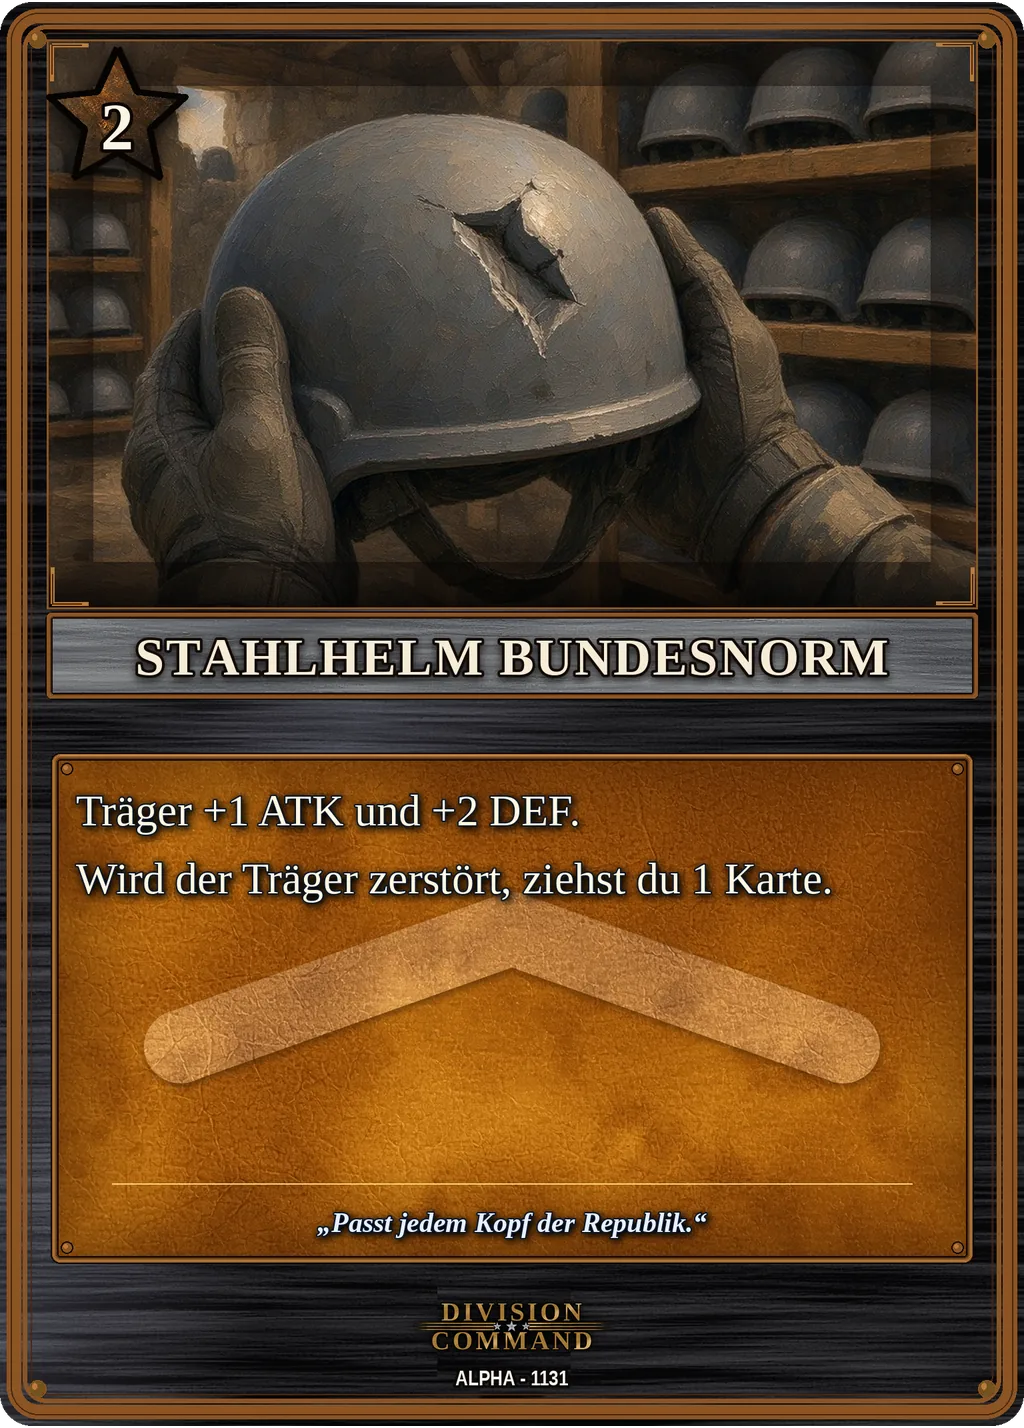 2
STAHLHELM BUNDESNORM
Träger +1 ATK und +2 DEF.
Wird der Träger zerstört, ziehst du 1 Karte.
„Passt jedem Kopf der Republik.“
DIVISION
COMMAND
ALPHA - 1131